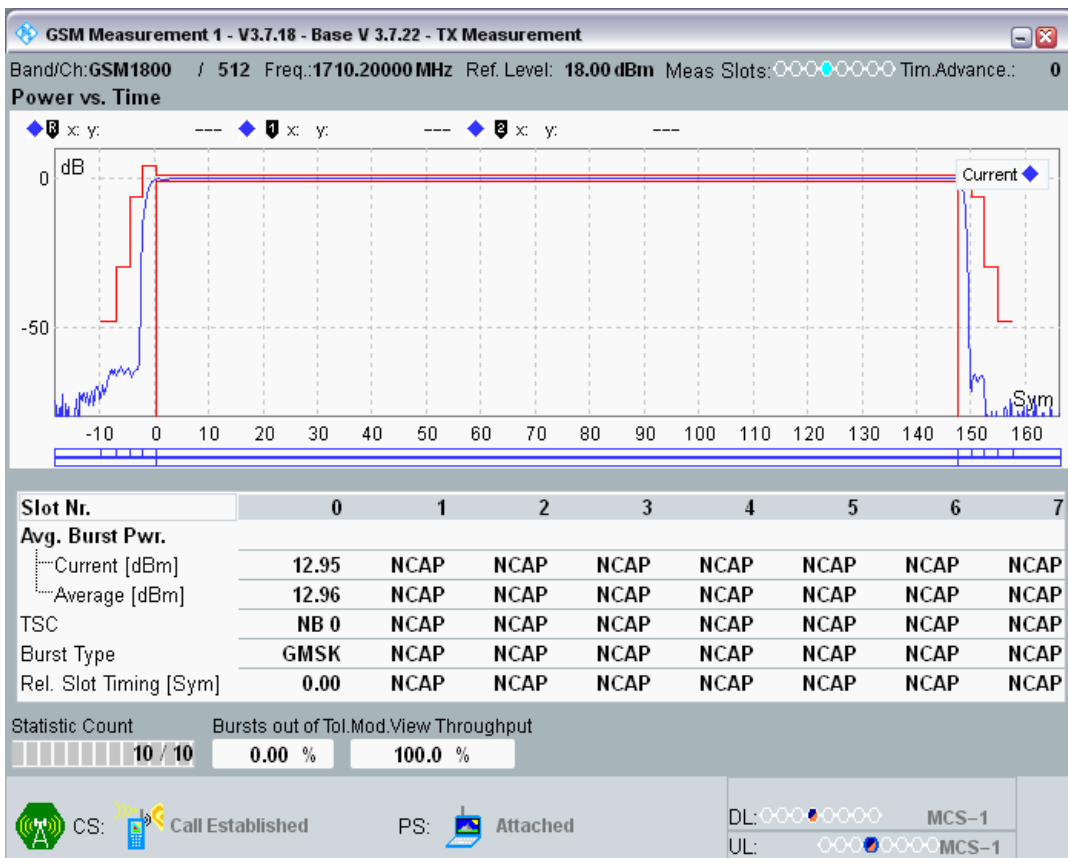 GSM Measurement 1 - V3.7.18 - Base V 3.7.22 - TX Measurement
Band/Ch:GSM1800 / 512 Freq.:1710.20000 MHz Ref. Level: 18.00 dBm Meas Slots: Tim.Advance.: 0
Power vs. Time
R x: y: --- 1 x: y: --- 2 x: y: ---
dB
Current
0
-50
Sym
-10 0 10 20 30 40 50 60 70 80 90 100 110 120 130 140 150 160
Slot Nr. 0 1 2 3 4 5 6 7
Avg. Burst Pwr.
Current [dBm] 12.95 NCAP NCAP NCAP NCAP NCAP NCAP NCAP
Average [dBm] 12.96 NCAP NCAP NCAP NCAP NCAP NCAP NCAP
TSC NB 0 NCAP NCAP NCAP NCAP NCAP NCAP NCAP
Burst Type GMSK NCAP NCAP NCAP NCAP NCAP NCAP NCAP
Rel. Slot Timing [Sym] 0.00 NCAP NCAP NCAP NCAP NCAP NCAP NCAP
Statistic Count Bursts out of Tol.Mod.View Throughput
10 / 10 0.00 % 100.0 %
CS: Call Established PS: Attached
DL: MCS-1
UL: MCS-1